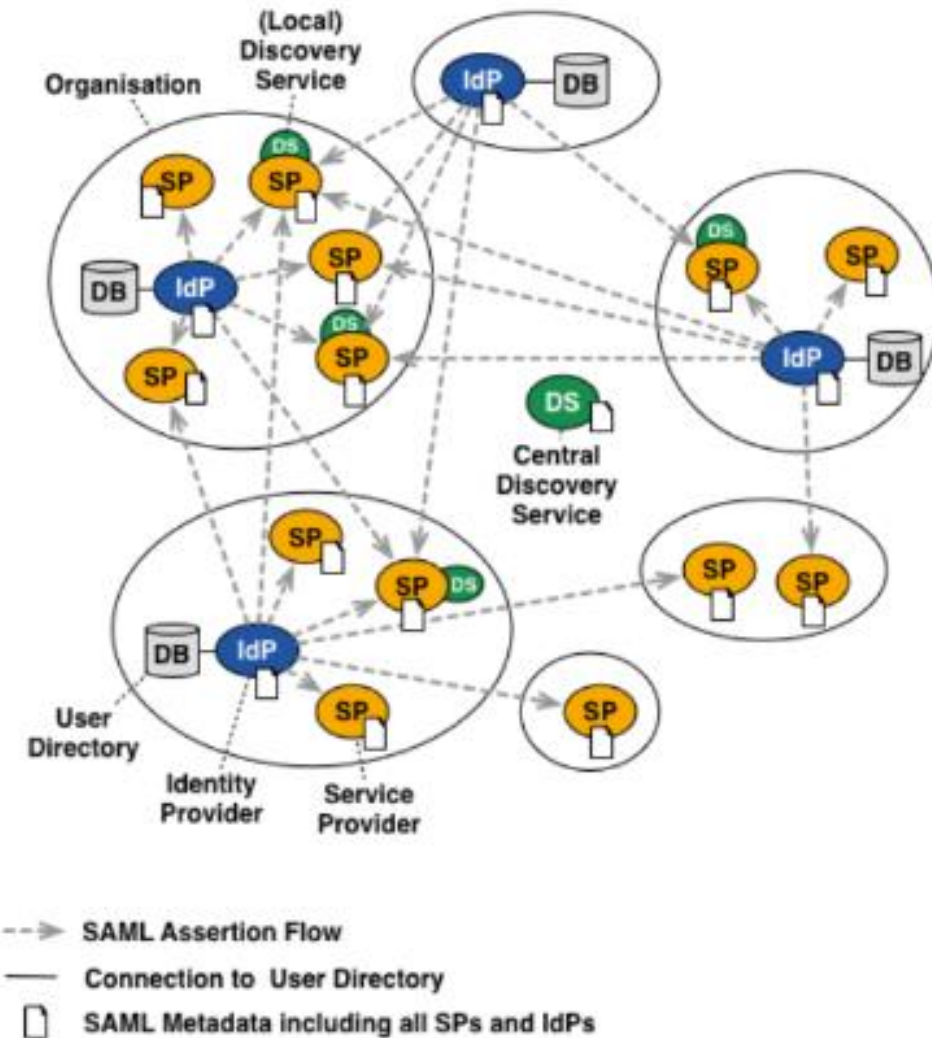 (Local)
Discovery
Service
Organisation
IdP
DB
DS
SP
SP
DS
SP
SP
SP
DB
IdP
DS
SP
SP
IdP
DB
DS
Central
Discovery
Service
SP
SP
DS
SP
SP
DB
IdP
SP
SP
User
Directory
Identity
Provider
Service
Provider
SAML Assertion Flow
Connection to User Directory
SAML Metadata including all SPs and IdPs